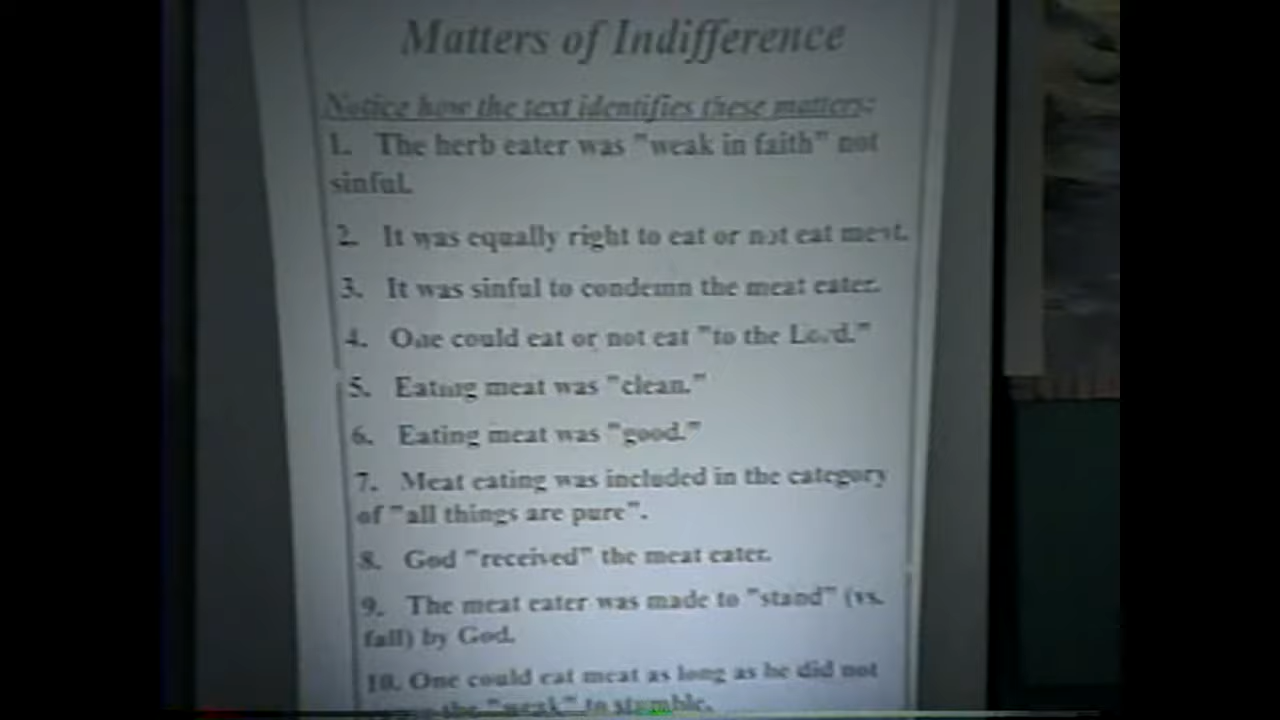 Matters of Indifference
Notice how the text identifies these matters:
1. The herb eater was "weak in faith" not
sinful.
2. It was equally right to eat or not eat meat.
3. It was sinful to condemn the meat eater.
4. One could eat or not eat "to the Lord."
5. Eating meat was "clean."
6. Eating meat was "good."
7. Meat eating was included in the category
of "all things are pure".
8. God "received" the meat eater.
9. The meat eater was made to "stand" (vs.
fall) by God.
10. One could eat meat as long as he did not
the "weak" to stumble.